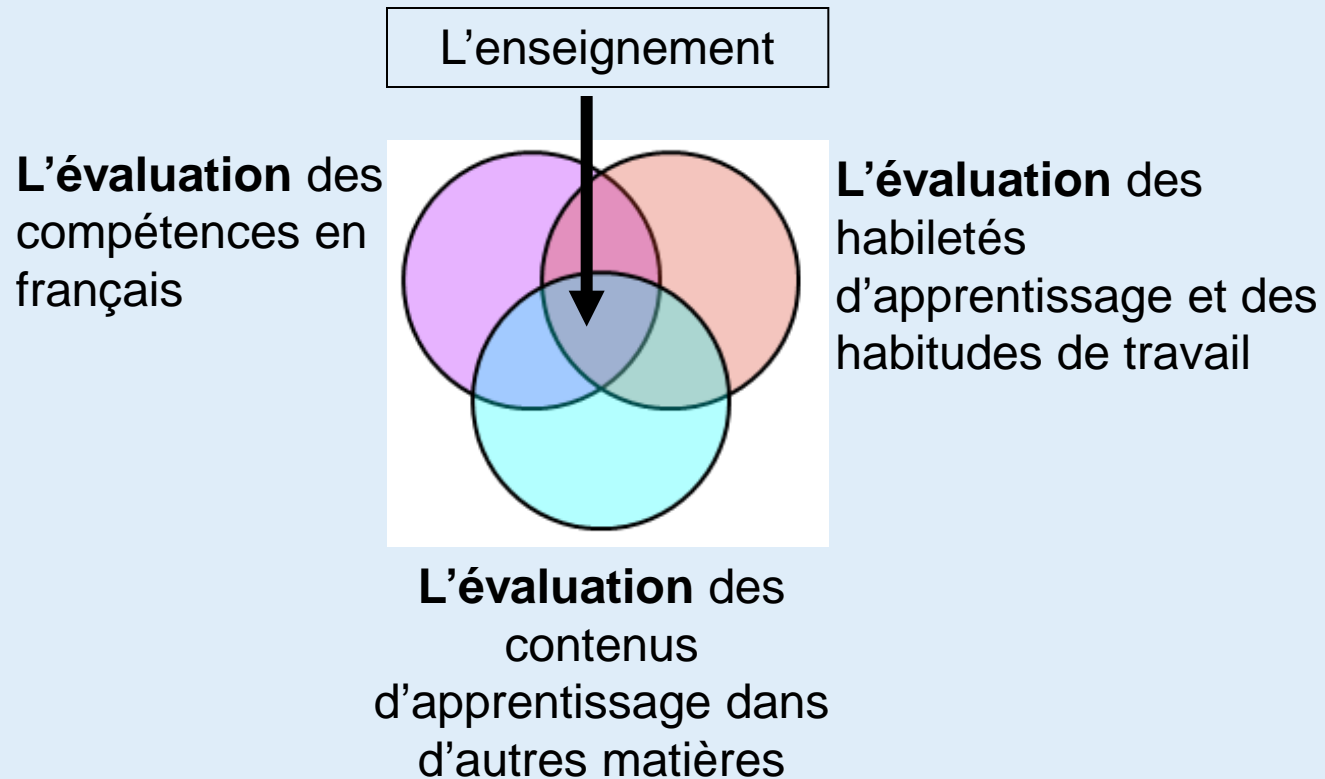 L’enseignement
L’évaluation des
compétences en
français
L’évaluation des
habiletés
d’apprentissage et des
habitudes de travail
L’évaluation des
contenus
d’apprentissage dans
d’autres matières